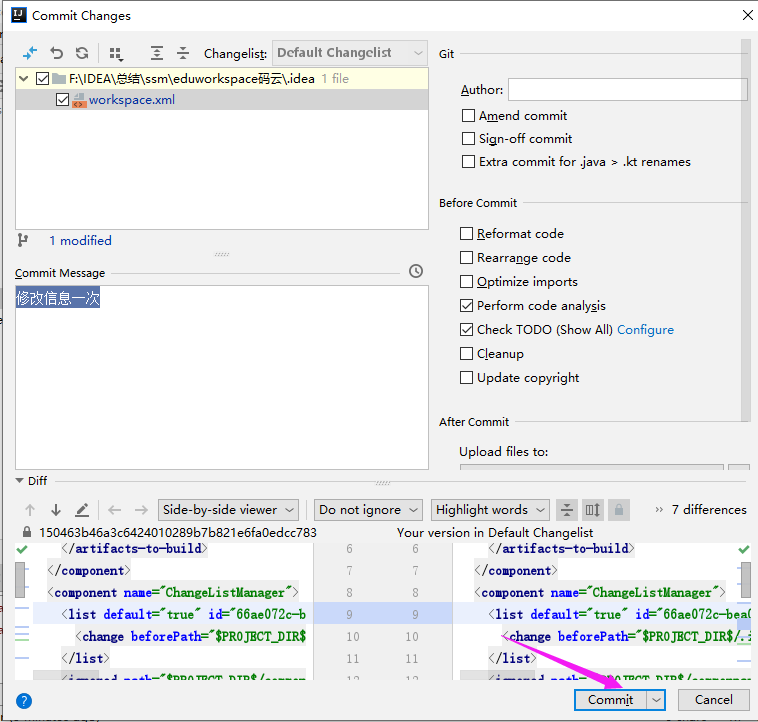 Commit Changes
Changelist: Default Changelist
F:\IDEA\总结\ssm\eduworkspace码云\.idea 1 file
workspace.xml
1 modified
Commit Message
修改信息一次
Git
Author:
Amend commit
Sign-off commit
Extra commit for .java > .kt renames
Before Commit
Reformat code
Rearrange code
Optimize imports
Perform code analysis
Check TODO (Show All) Configure
Cleanup
Update copyright
After Commit
Upload files to:
Diff
Side-by-side viewer Do not ignore Highlight words 7 differences
150463b46a3c6424010289b7b821e6fa0edcc783 Your version in Default Changelist
</artifacts-to-build> 6 6 </artifacts-to-build>
</component> 7 7 </component>
<component name="ChangeListManager"> 8 8 <component name="ChangeListManager">
<list default="true" id="66ae072c-b 9 9 <list default="true" id="66ae072c-bea0
<change beforePath="$PROJECT_DIR$ 10 10 <change beforePath="$PROJECT_DIR$/.i
</list> 11 11 </list>
? Commit Cancel